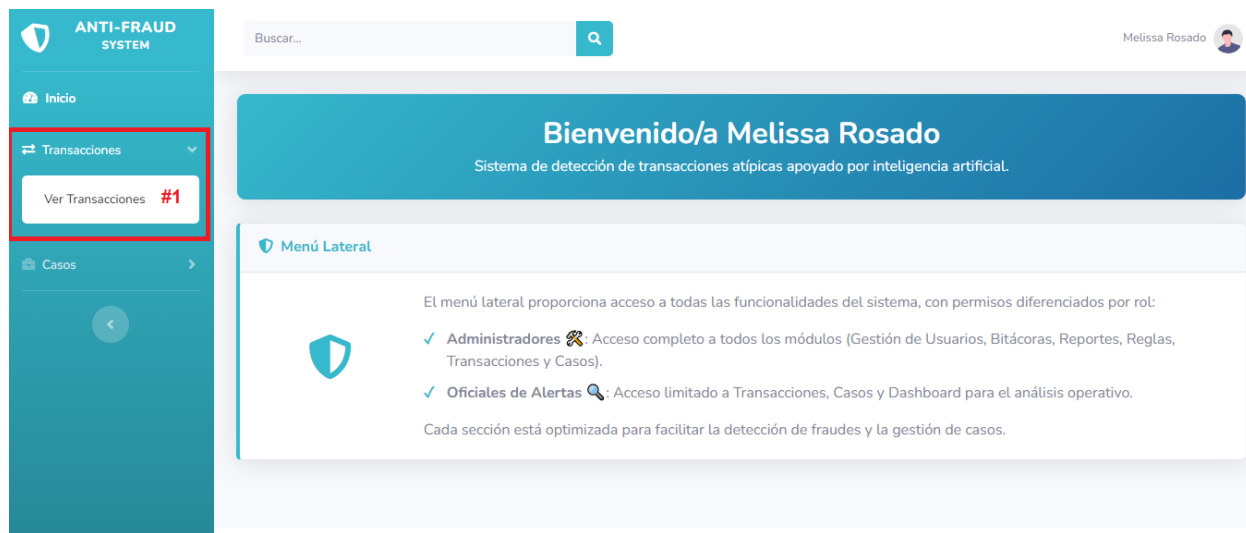 ANTI-FRAUD
SYSTEM
Buscar...
Melissa Rosado
Inicio
Transacciones
Ver Transacciones #1
Casos
Bienvenido/a Melissa Rosado
Sistema de detección de transacciones atípicas apoyado por inteligencia artificial.
Menú Lateral
El menú lateral proporciona acceso a todas las funcionalidades del sistema, con permisos diferenciados por rol:
✓ Administradores 🛠: Acceso completo a todos los módulos (Gestión de Usuarios, Bitácoras, Reportes, Reglas,
Transacciones y Casos).
✓ Oficiales de Alertas 🔍: Acceso limitado a Transacciones, Casos y Dashboard para el análisis operativo.
Cada sección está optimizada para facilitar la detección de fraudes y la gestión de casos.